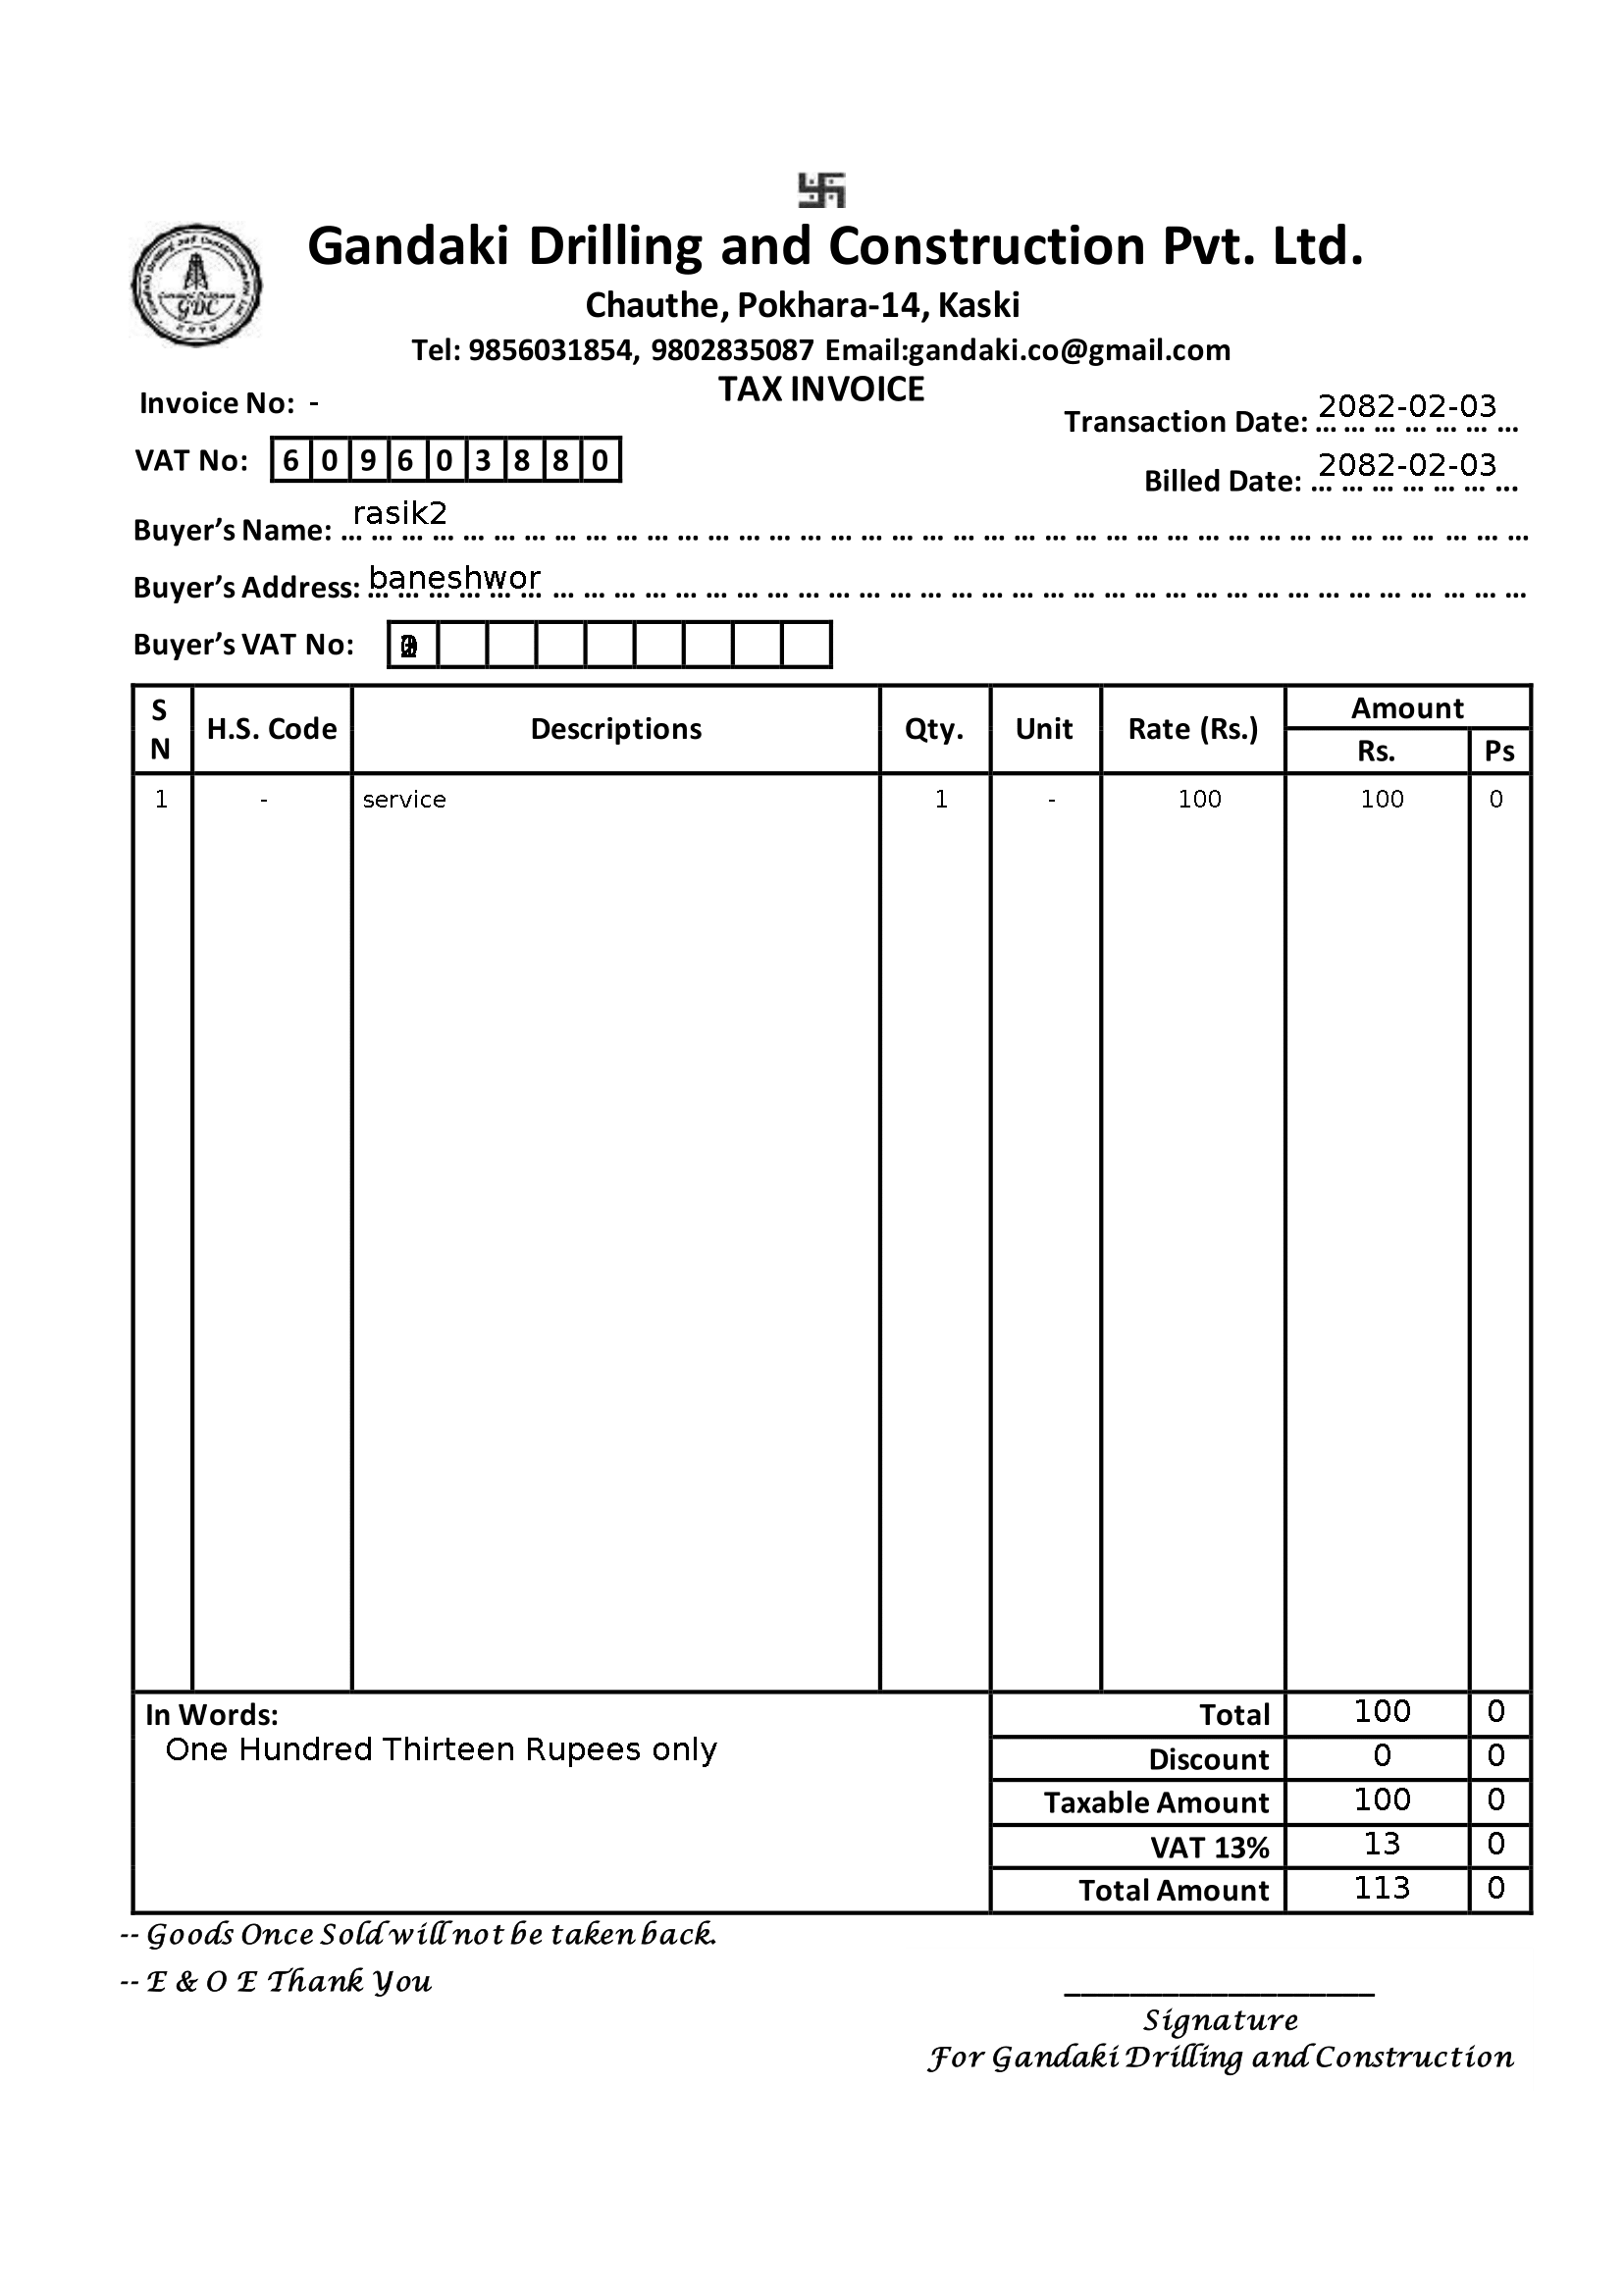 卐
Gandaki Drilling and Construction Pvt. Ltd.
Chauthe, Pokhara-14, Kaski
Tel: 9856031854, 9802835087 Email:gandaki.co@gmail.com
TAX INVOICE
GDC
Invoice No: -
Transaction Date: 2082-02-03
VAT No: 6 0 9 6 0 3 8 8 0
Billed Date: 2082-02-03
Buyer’s Name: rasik2
Buyer’s Address: baneshwor
Buyer’s VAT No:
S N H.S. Code Descriptions Qty. Unit Rate (Rs.) Amount
Rs. Ps
1 - service 1 - 100 100 0
In Words:
One Hundred Thirteen Rupees only
Total 100 0
Discount 0 0
Taxable Amount 100 0
VAT 13% 13 0
Total Amount 113 0
-- Goods Once Sold will not be taken back.
-- E & O E Thank You
Signature
For Gandaki Drilling and Construction